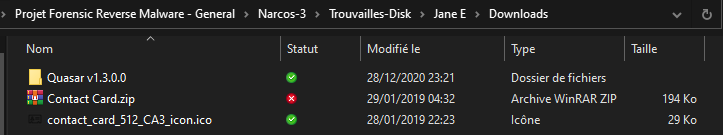 Projet Forensic Reverse Malware - General > Narcos-3 > Trouvailles-Disk > Jane E > Downloads
Nom Statut Modifié le Type Taille
Quasar v1.3.0.0 28/12/2020 23:21 Dossier de fichiers
Contact Card.zip 29/01/2019 04:32 Archive WinRAR ZIP 194 Ko
contact_card_512_CA3_icon.ico 28/01/2019 22:23 Icône 29 Ko